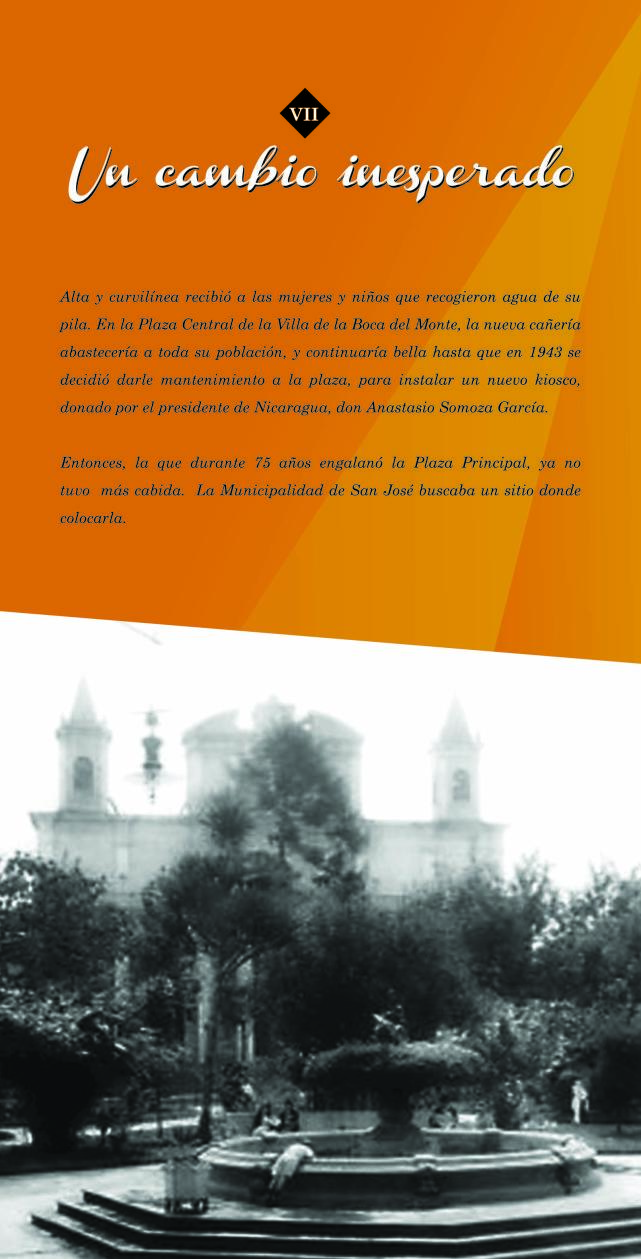 VII
Un cambio inesperado
Alta y curvilínea recibió a las mujeres y niños que recogieron agua de su
pila. En la Plaza Central de la Villa de la Boca del Monte, la nueva cañería
abastecería a toda su población, y continuaría bella hasta que en 1943 se
decidió darle mantenimiento a la plaza, para instalar un nuevo kiosco,
donado por el presidente de Nicaragua, don Anastasio Somoza García.
Entonces, la que durante 75 años engalanó la Plaza Principal, ya no
tuvo más cabida. La Municipalidad de San José buscaba un sitio donde
colocarla.